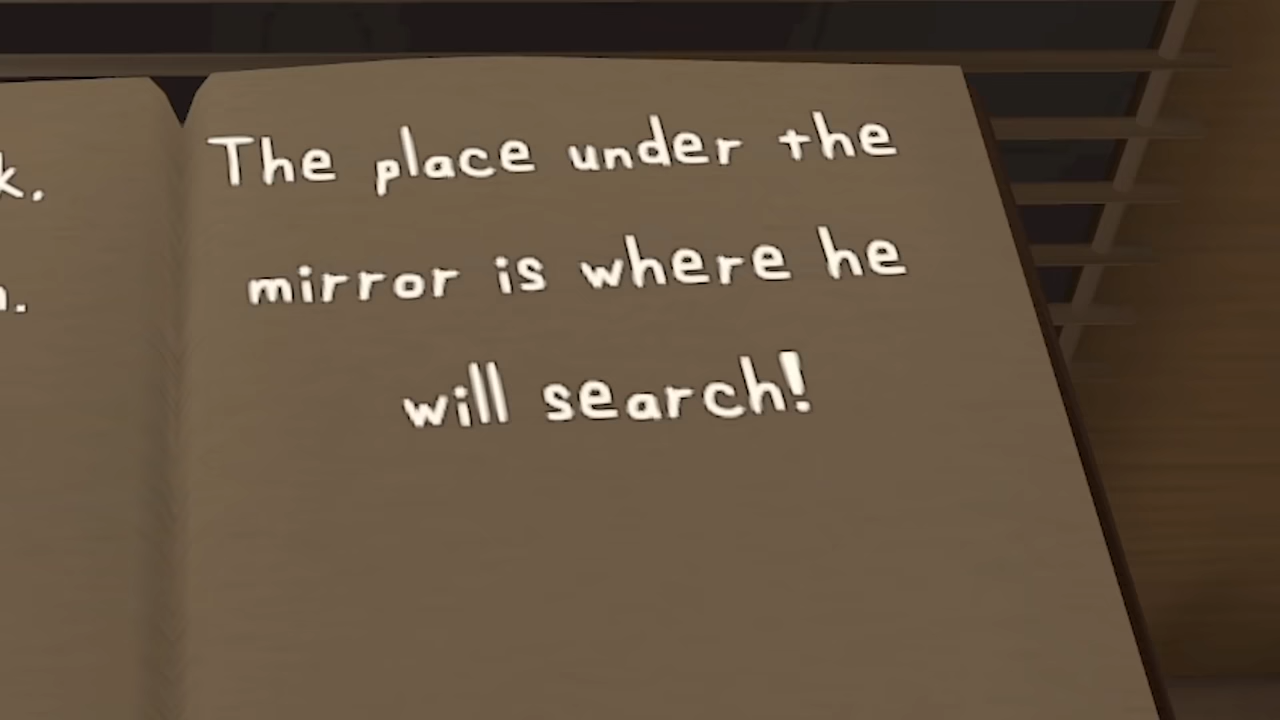 k.
The place under the
mirror is where he
will search!